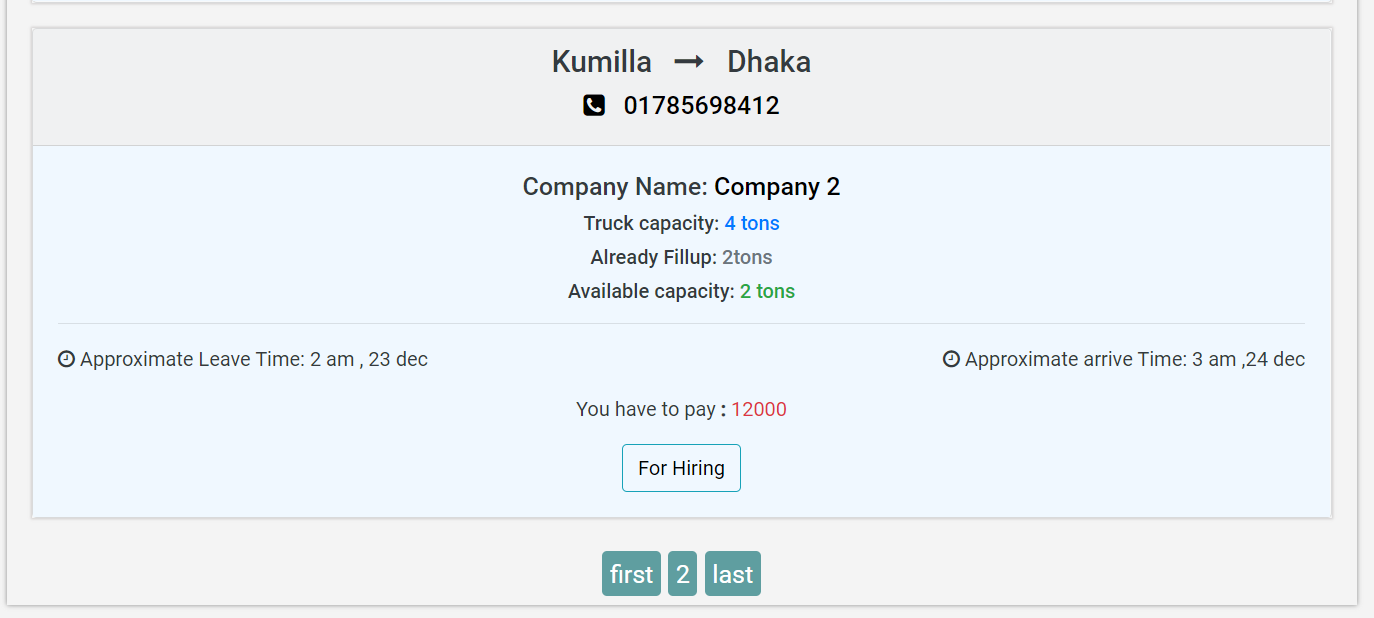 Kumilla → Dhaka
01785698412
Company Name: Company 2
Truck capacity: 4 tons
Already Fillup: 2tons
Available capacity: 2 tons
Approximate Leave Time: 2 am , 23 dec
Approximate arrive Time: 3 am ,24 dec
You have to pay : 12000
For Hiring
first 2 last